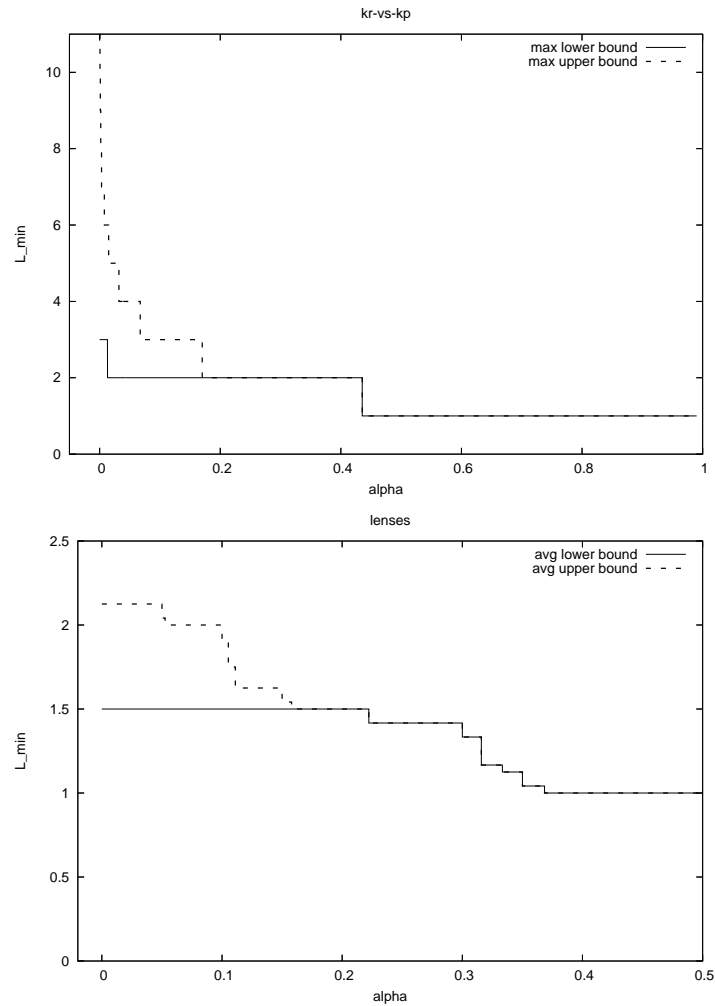 kr-vs-kp
max lower bound
max upper bound
10
8
6
4
2
0
L_min
0 0.2 0.4 0.6 0.8 1
alpha
lenses
avg lower bound
avg upper bound
2.5
2
1.5
1
0.5
0
L_min
0 0.1 0.2 0.3 0.4 0.5
alpha